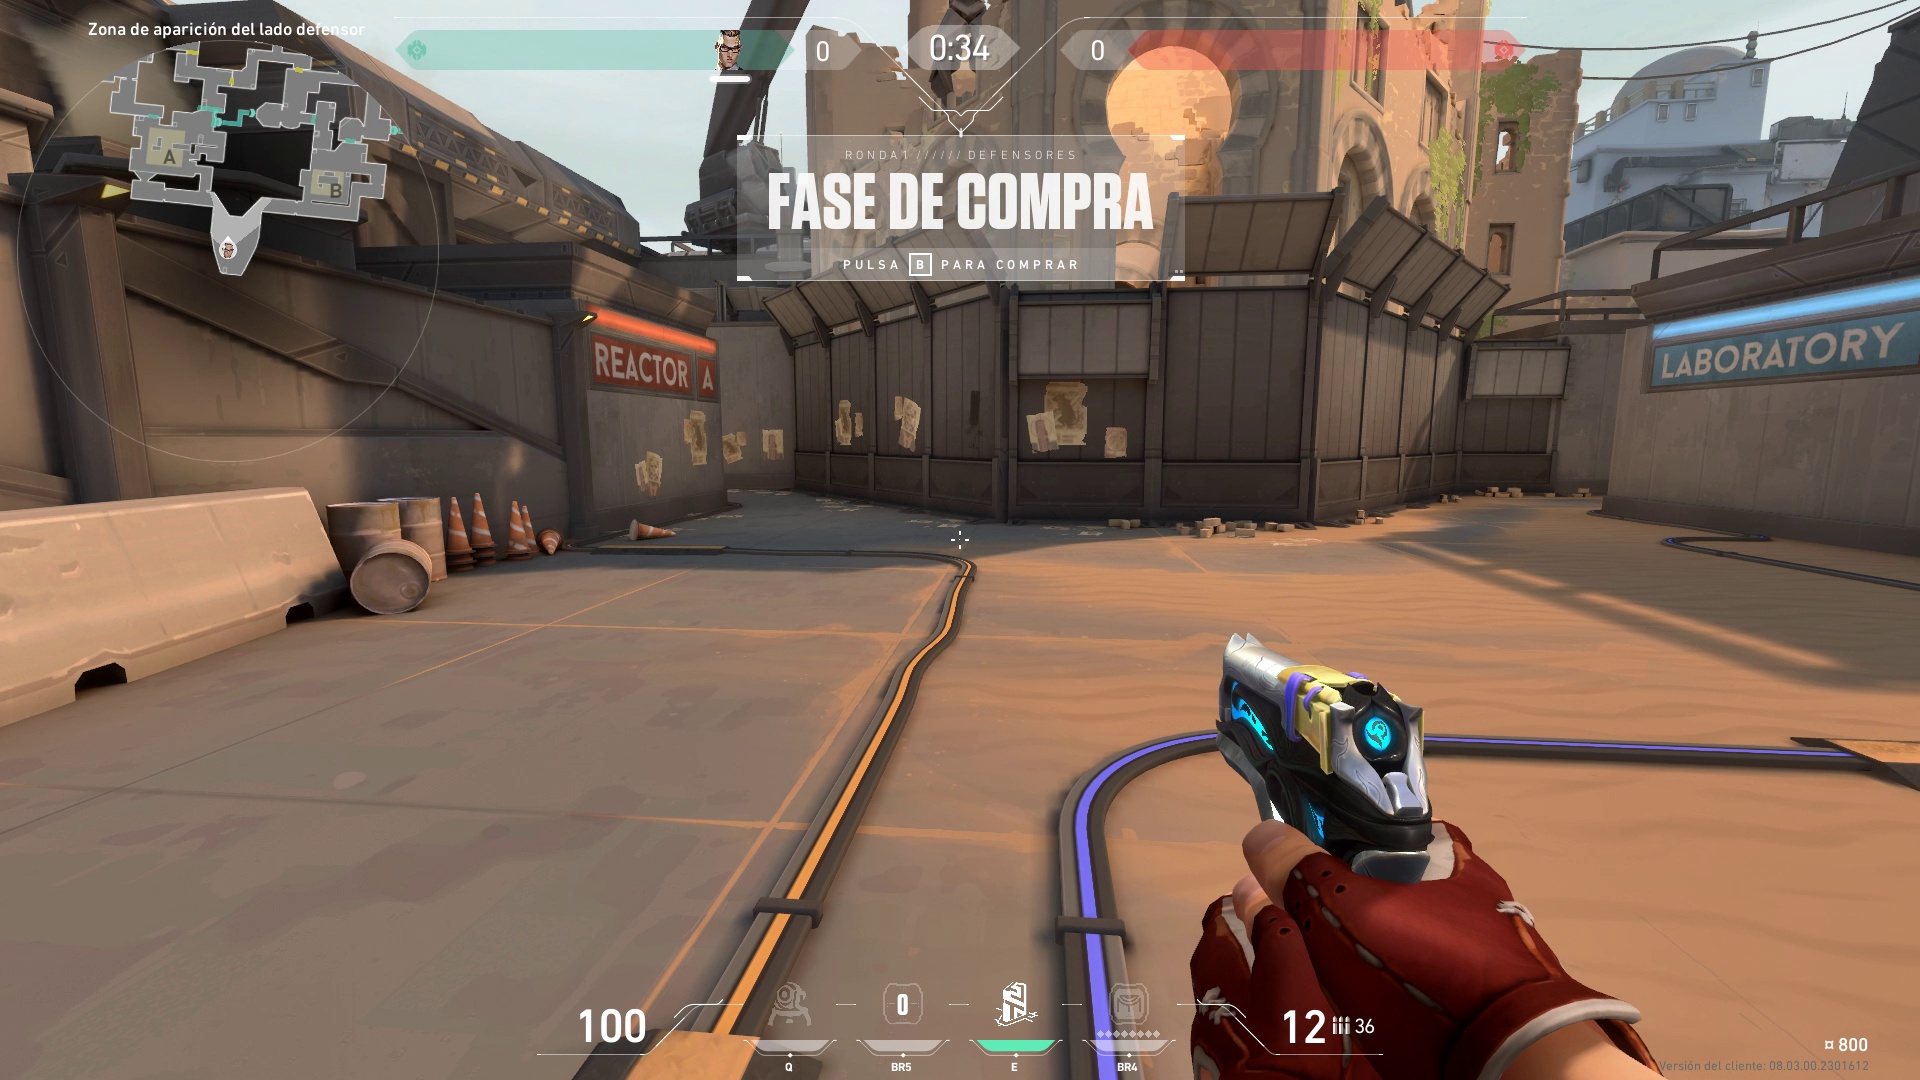 Zona de aparición del lado defensor
0
0:34
0
RONDA 1 ////// DEFENSORES
FASE DE COMPRA
PULSA B PARA COMPRAR
A
B
REACTOR A
LABORATORY
100
0
12
36
Q
BR5
E
BR4
800
Versión del cliente: 08.03.00.2301612